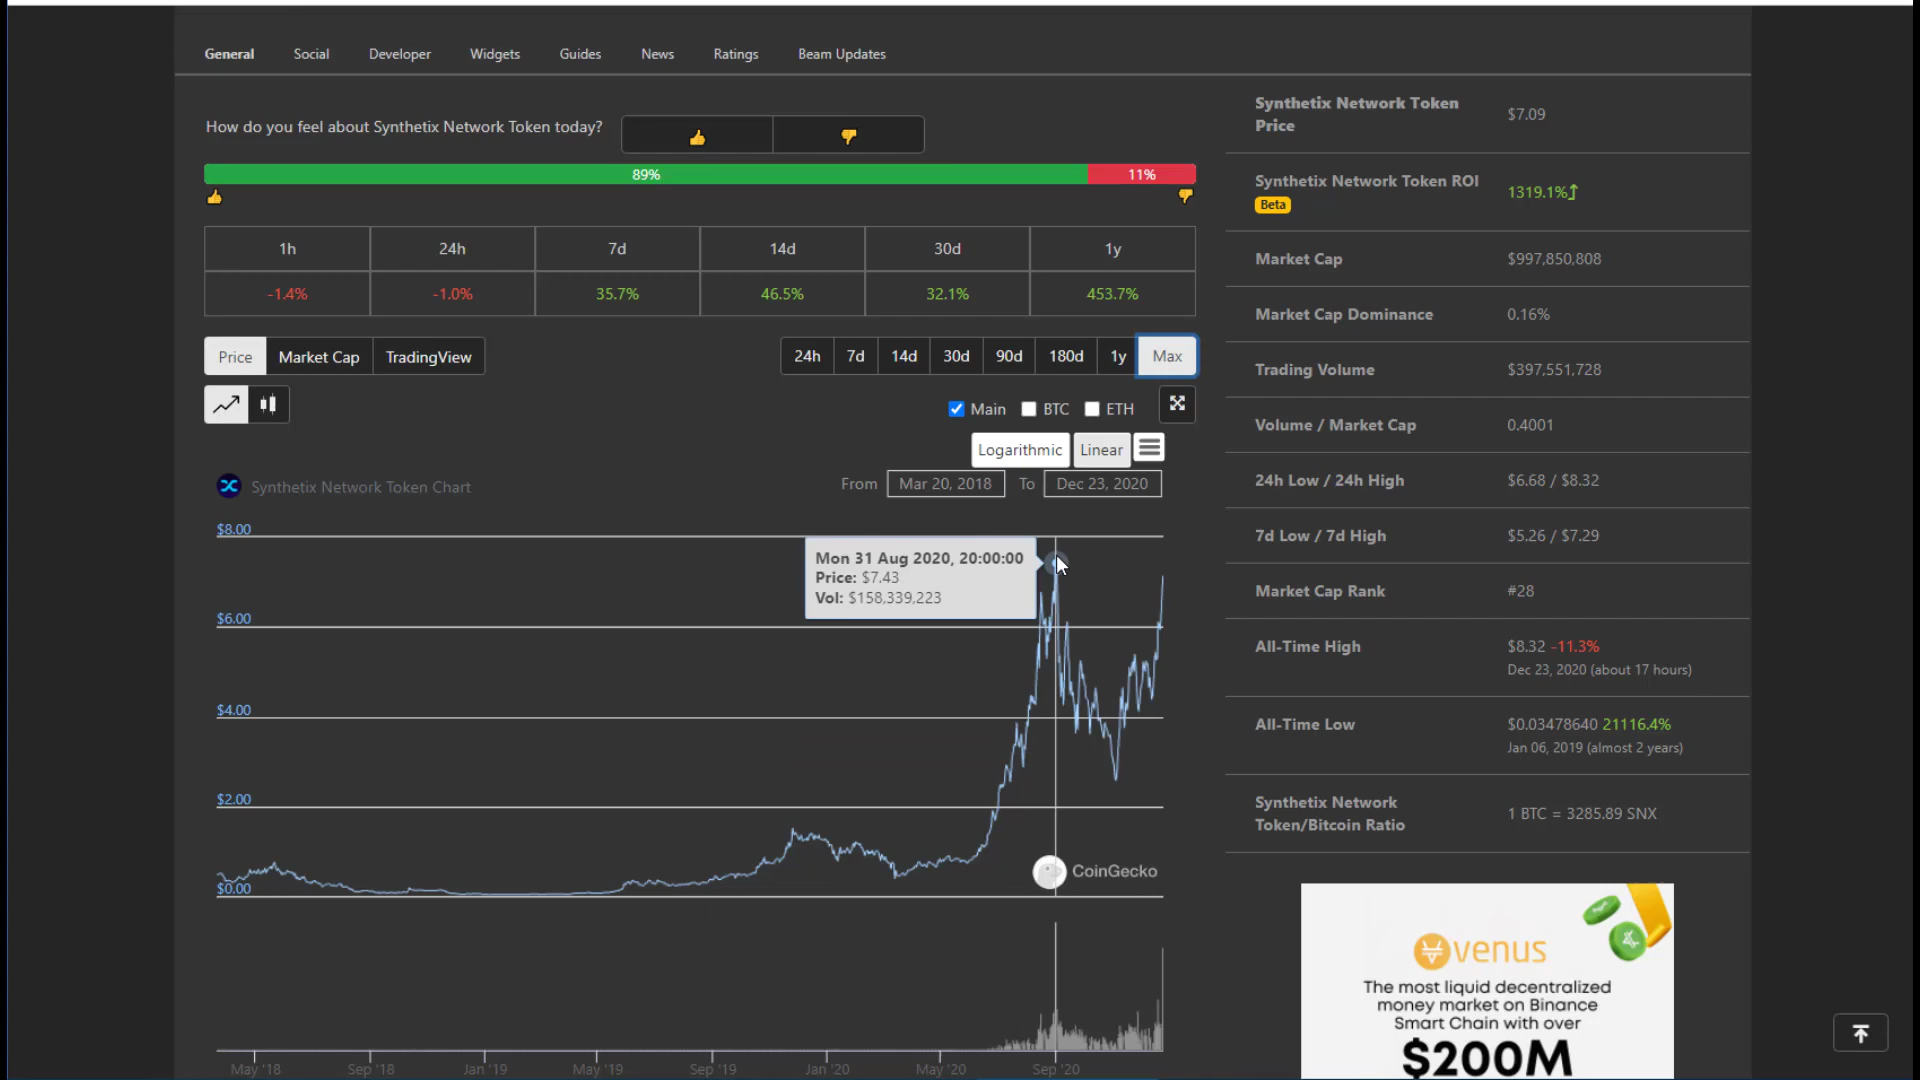 General Social Developer Widgets Guides News Ratings Beam Updates
How do you feel about Synthetix Network Token today?
89% 11%
1h 24h 7d 14d 30d 1y
-1.4% -1.0% 35.7% 46.5% 32.1% 453.7%
Price Market Cap TradingView
24h 7d 14d 30d 90d 180d 1y Max
Main BTC ETH
Logarithmic Linear
Synthetix Network Token Chart
From Mar 20, 2018 To Dec 23, 2020
$8.00
Mon 31 Aug 2020, 20:00:00
Price: $7.43
Vol: $158,339,223
$6.00
$4.00
$2.00
$0.00
CoinGecko
May '18 Sep '18 Jan '19 May '19 Sep '19 Jan '20 May '20 Sep '20
Synthetix Network Token
Price
$7.09
Synthetix Network Token ROI
Beta
1319.1%
Market Cap $997,850,808
Market Cap Dominance 0.16%
Trading Volume $397,551,728
Volume / Market Cap 0.4001
24h Low / 24h High $6.68 / $8.32
7d Low / 7d High $5.26 / $7.29
Market Cap Rank #28
All-Time High $8.32 -11.3%
Dec 23, 2020 (about 17 hours)
All-Time Low $0.03478640 21116.4%
Jan 06, 2019 (almost 2 years)
Synthetix Network
Token/Bitcoin Ratio
1 BTC = 3285.89 SNX
venus
The most liquid decentralized
money market on Binance
Smart Chain with over
$200M